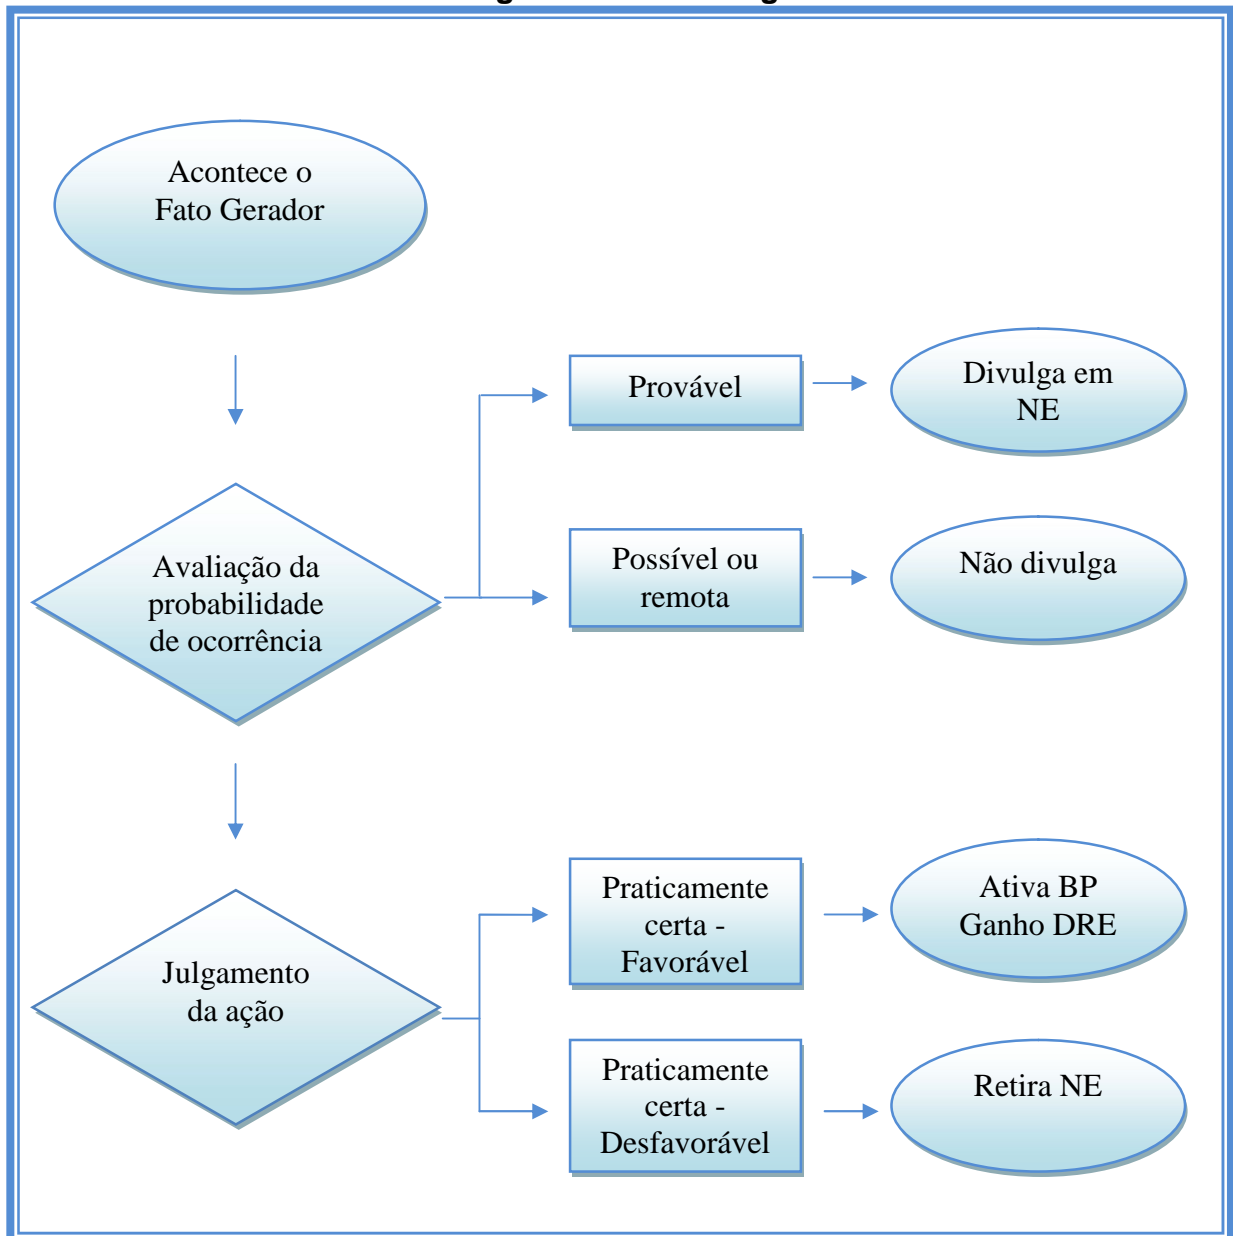 Acontece o
Fato Gerador
Provável
Divulga em
NE
Avaliação da
probabilidade
de ocorrência
Possível ou
remota
Não divulga
Julgamento
da ação
Praticamente
certa -
Favorável
Ativa BP
Ganho DRE
Praticamente
certa -
Desfavorável
Retira NE